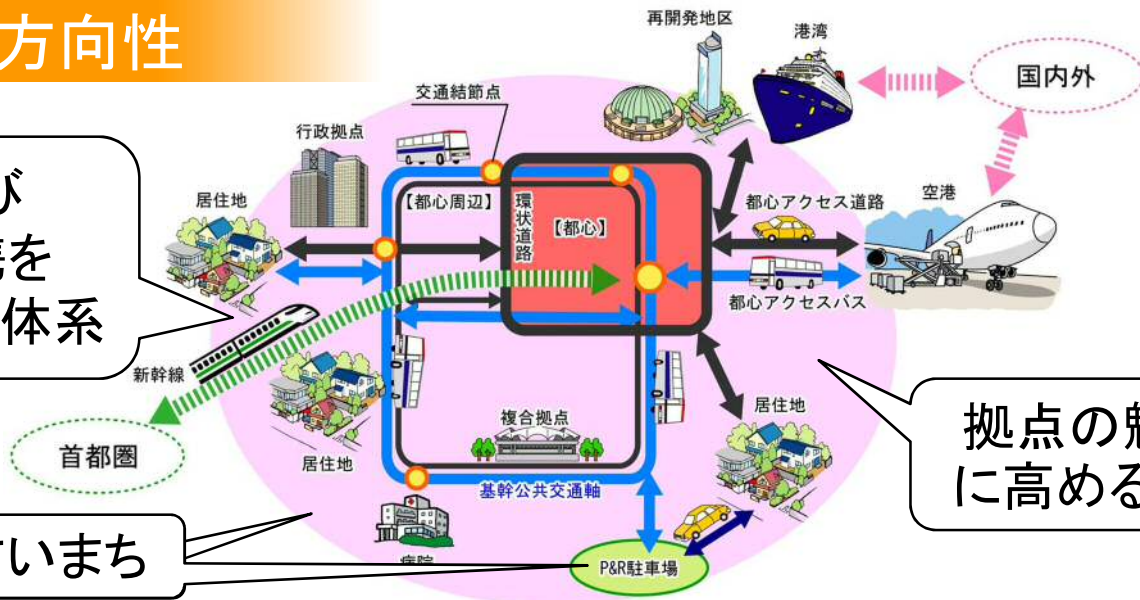 方向性
再開発地区
港湾
国内外
交通結節点
行政拠点
居住地
【都心周辺】
環状道路
【都心】
都心アクセス道路
空港
都心アクセスバス
び
を
体系
新幹線
首都圏
居住地
複合拠点
基幹公共交通軸
居住地
拠点の
に高める
病院
いまち
P&R駐車場